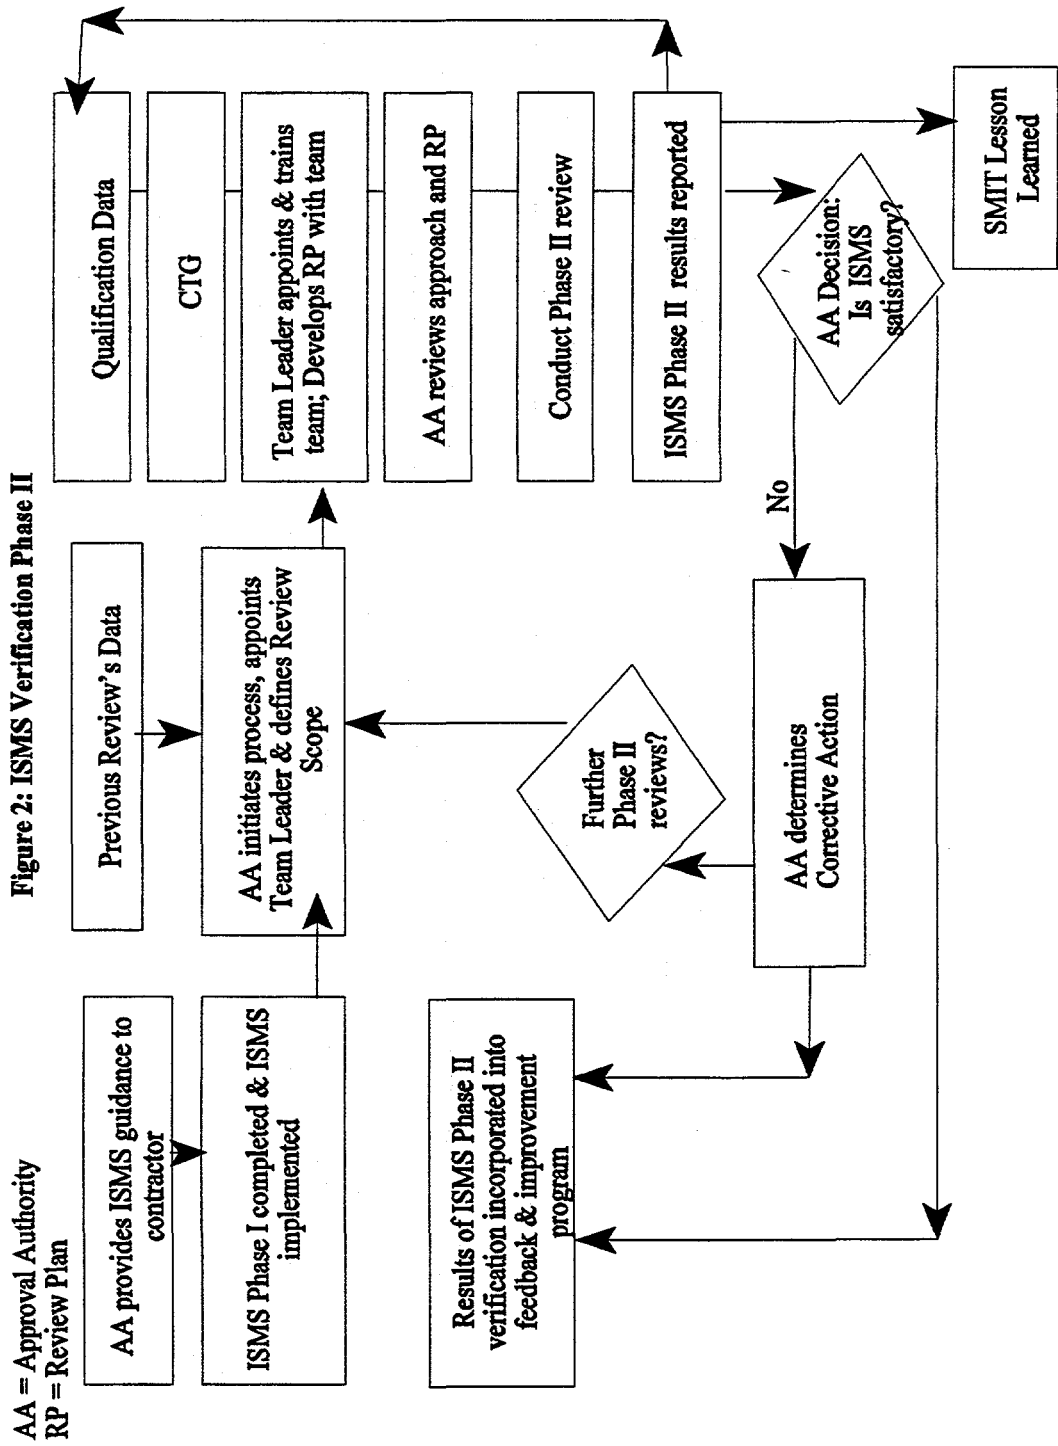 Figure 2: ISMS Verification Phase II
AA = Approval Authority
RP = Review Plan
AA provides ISMS guidance to
contractor
ISMS Phase I completed & ISMS
implemented
Previous Review's Data
AA initiates process, appoints
Team Leader & defines Review
Scope
Qualification Data
CTG
Team Leader appoints & trains
team; Develops RP with team
AA reviews approach and RP
Conduct Phase II review
ISMS Phase II results reported
AA Decision:
Is ISMS
satisfactory?
SMIT Lesson
Learned
No
AA determines
Corrective Action
Further
Phase II
reviews?
Results of ISMS Phase II
verification incorporated into
feedback & improvement
program